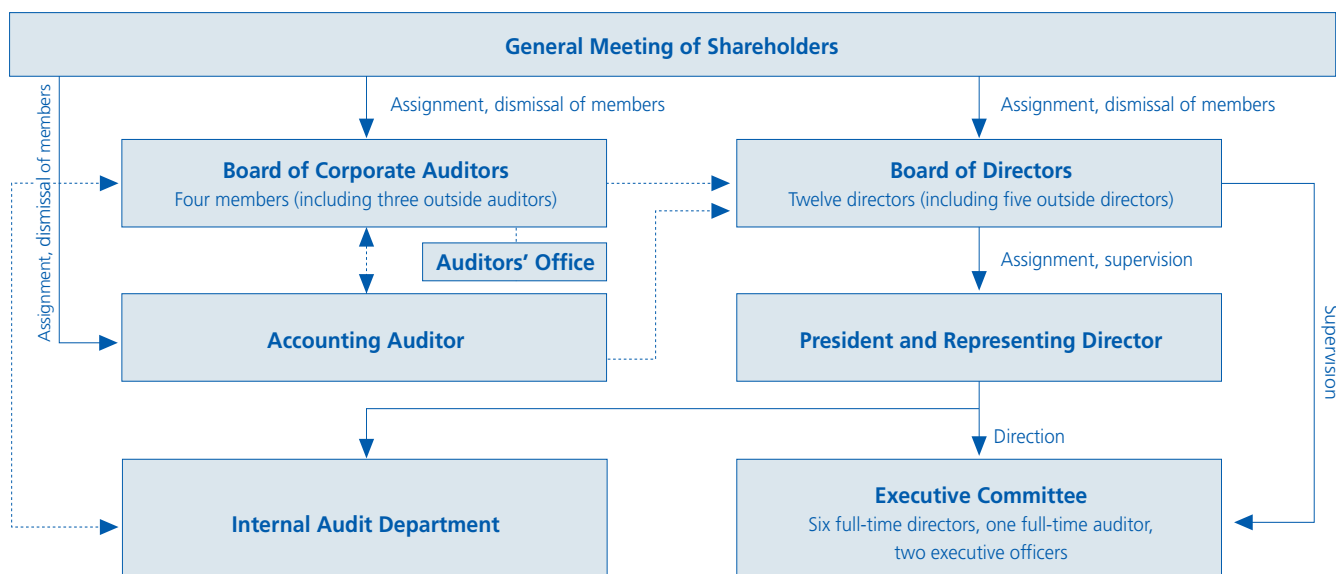 General Meeting of Shareholders
Assignment, dismissal of members
Assignment, dismissal of members
Assignment, dismissal of members
Board of Corporate Auditors
Four members (including three outside auditors)
Board of Directors
Twelve directors (including five outside directors)
Auditors’ Office
Assignment, supervision
Accounting Auditor
President and Representing Director
Supervision
Direction
Internal Audit Department
Executive Committee
Six full-time directors, one full-time auditor,
two executive officers